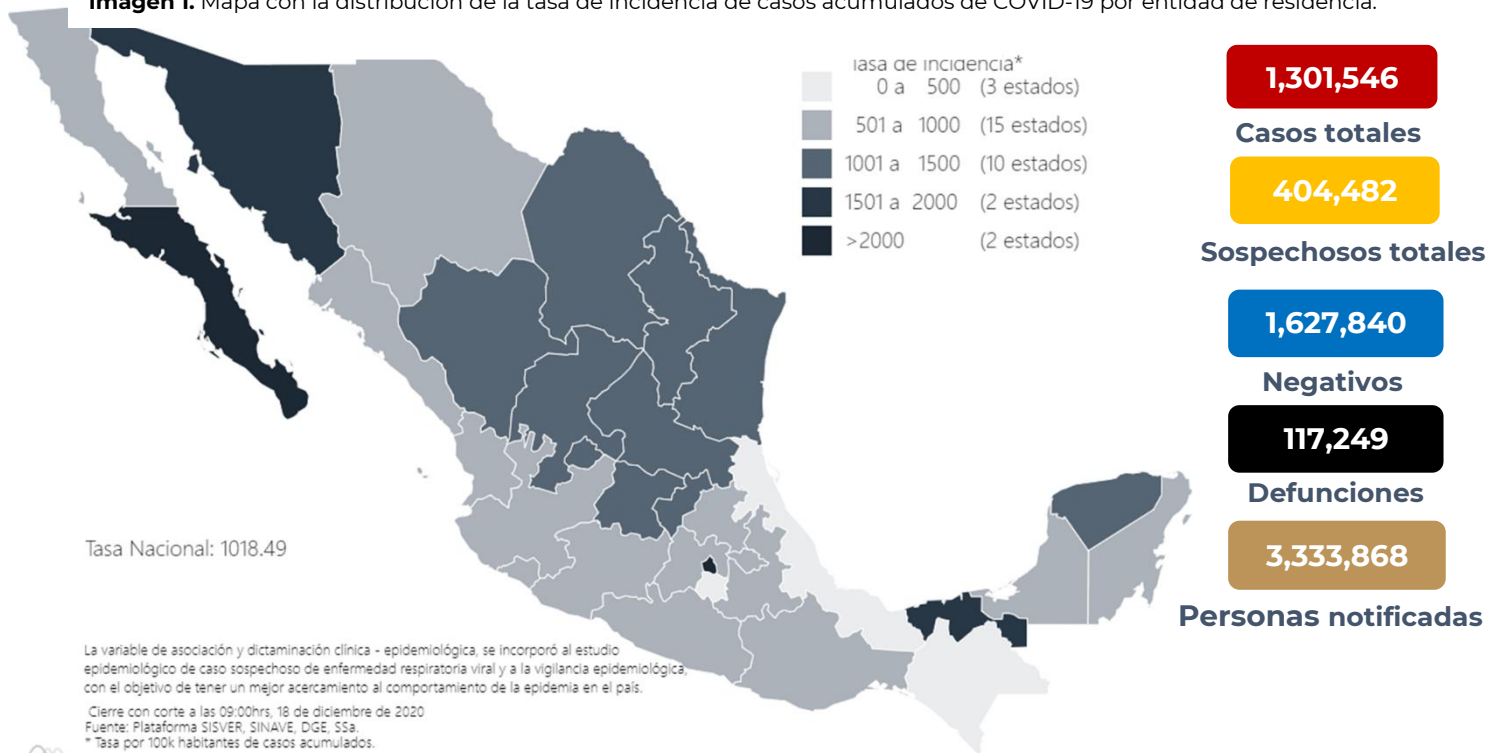 Imagen 1. Mapa con la distribución de la tasa de incidencia de casos acumulados de COVID-19 por entidad de residencia.
Tasa de incidencia*
0 a 500 (3 estados)
501 a 1000 (15 estados)
1001 a 1500 (10 estados)
1501 a 2000 (2 estados)
>2000 (2 estados)
1,301,546
Casos totales
404,482
Sospechosos totales
1,627,840
Negativos
117,249
Defunciones
3,333,868
Personas notificadas
Tasa Nacional: 1018.49
La variable de asociación y dictaminación clínica - epidemiológica, se incorporó al estudio
epidemiológico de caso sospechoso de enfermedad respiratoria viral y a la vigilancia epidemiológica,
con el objetivo de tener un mejor acercamiento al comportamiento de la epidemia en el país.
Cierre con corte a las 09:00hrs, 18 de diciembre de 2020
Fuente: Plataforma SISVER, SINAVE, DGE, SSa.
* Tasa por 100k habitantes de casos acumulados.